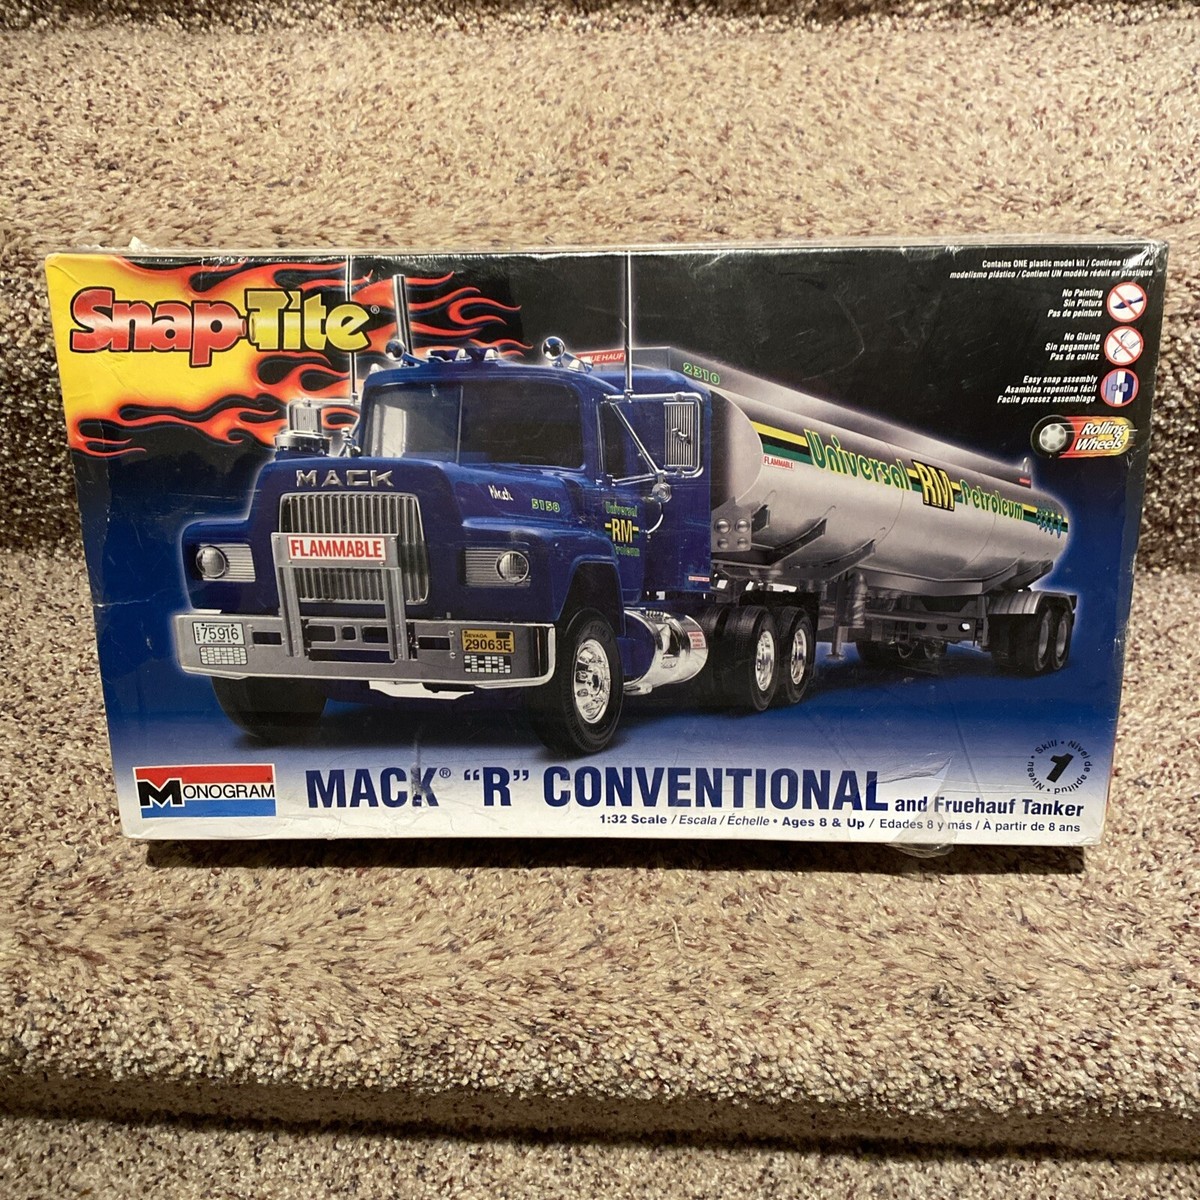 Snap-Tite®
Contains ONE plastic model kit / Contiene
modelismo plástico / Contient UN modèle réduit en plastique
No Painting
Sin Pintura
Pas de peinture
No Gluing
Sin pegamento
Pas de collez
Easy snap assembly
Asamblea repentina fácil
Facile pressez assemblage
Rolling
Wheels
2310
FLAMMABLE
Universal RM Petroleum
MACK
Mack
5158
Universal
RM
FLAMMABLE
75916
NEVADA
29063E
MONOGRAM
MACK® "R" CONVENTIONAL and Fruehauf Tanker
1:32 Scale / Escala / Échelle • Ages 8 & Up / Edades 8 y más / À partir de 8 ans
Skill • Nivel de aptitud • Niveau •
1